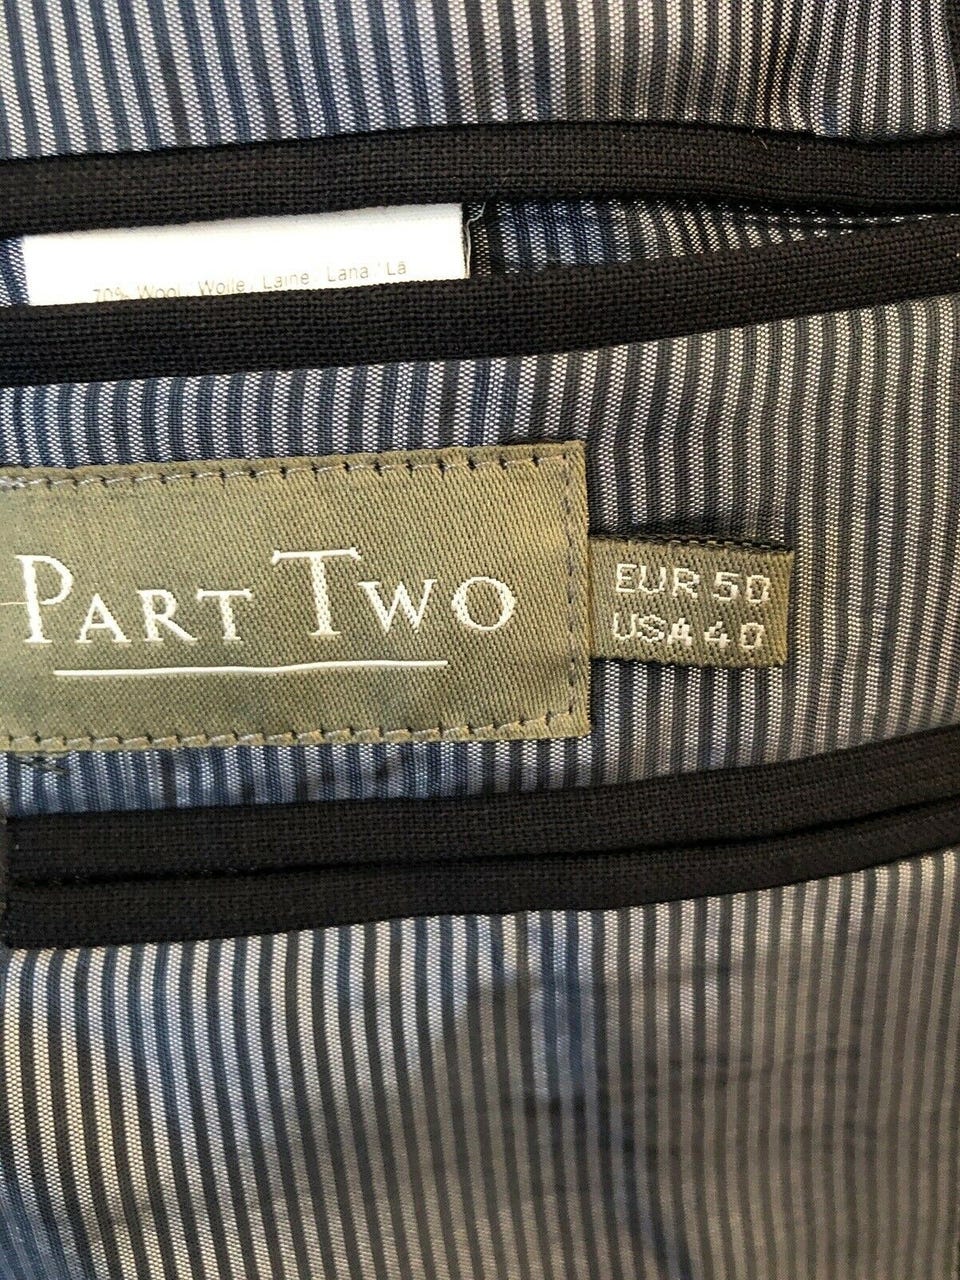 70% Wool / Wolle / Laine / Lana / Lã
PART TWO
EUR 50
USA 40